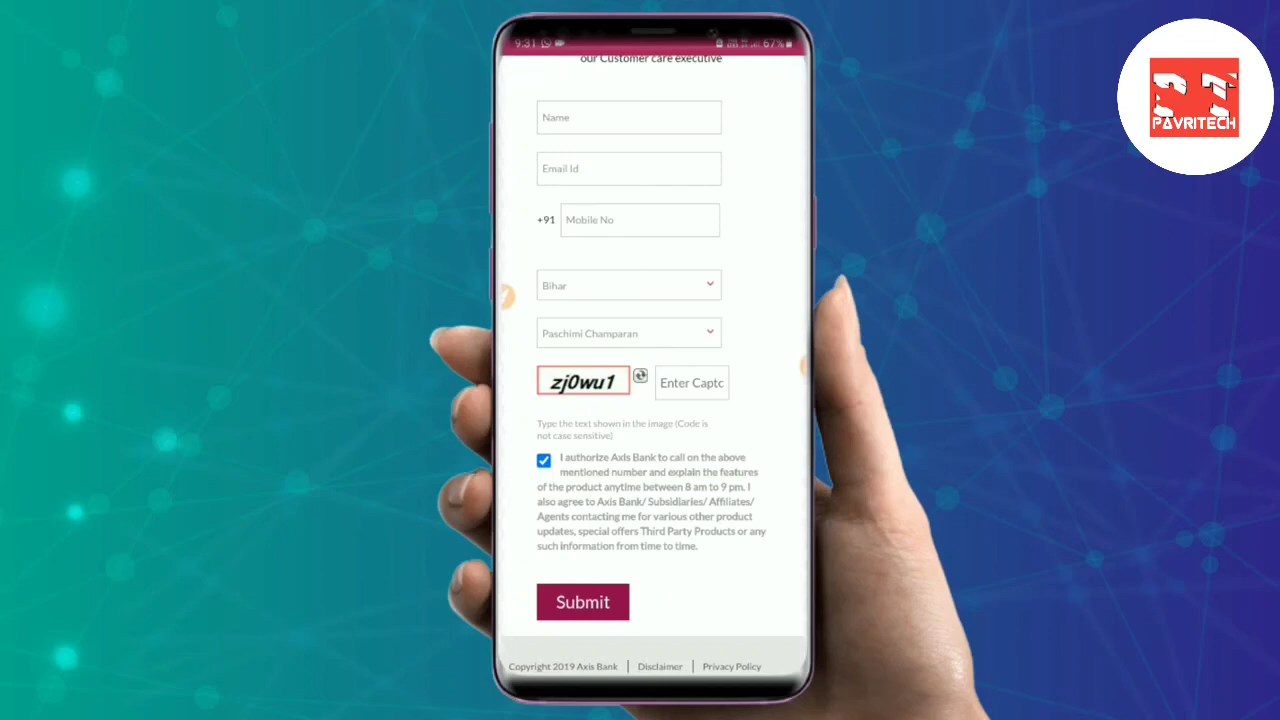 9:31
67%
our Customer care executive
Name
Email Id
+91 Mobile No
Bihar
Paschimi Champaran
zj0wu1 Enter Captc
Type the text shown in the image (Code is
not case sensitive)
I authorize Axis Bank to call on the above
mentioned number and explain the features
of the product anytime between 8 am to 9 pm. I
also agree to Axis Bank/ Subsidiaries/ Affiliates/
Agents contacting me for various other product
updates, special offers Third Party Products or any
such information from time to time.
Submit
Copyright 2019 Axis Bank | Disclaimer | Privacy Policy
PT
PAVRITECH